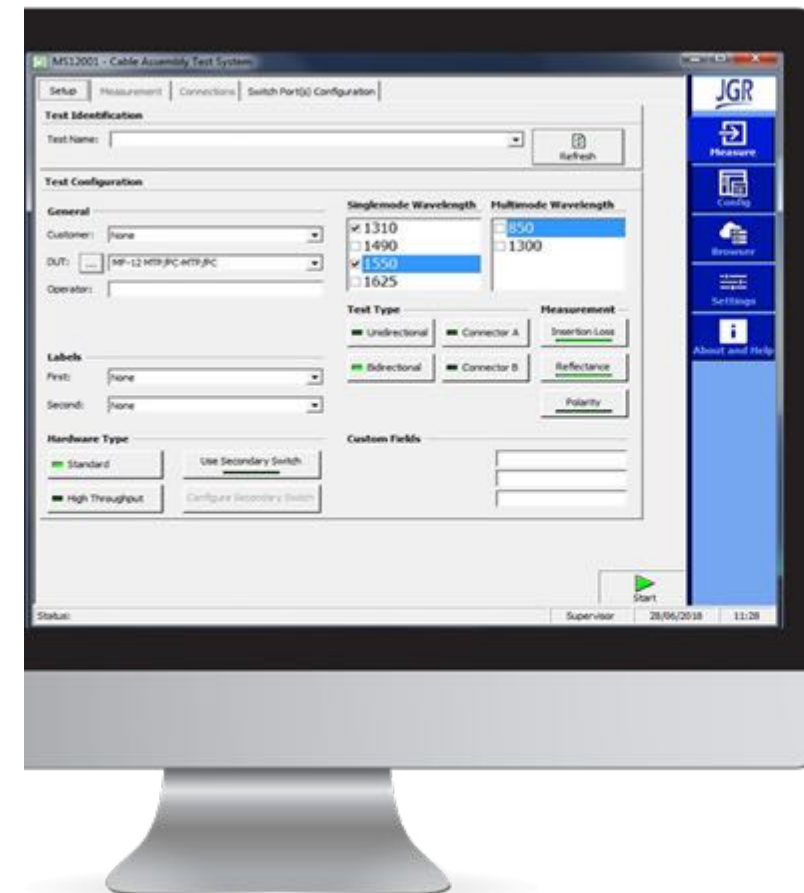 MS12001 - Cable Assembly Test System
Setup Measurement Connections Switch Port(s) Configuration
JGR
Test Identification
Test Name:
Refresh
Measure
Test Configuration
General
Singlemode Wavelength Multimode Wavelength
Config
Customer: None
1310 850
1490 1300
DUT: ... MP-12 MTP/PC-MTP/PC
1550
Browser
Operator:
1625
Settings
Test Type Measurement
Unidirectional Connector A Insertion Loss
About and Help
Labels
Bidirectional Connector B Reflectance
First: None
Second: None
Polarity
Hardware Type
Custom Fields
Standard Use Secondary Switch
High Throughput Configure Secondary Switch
Start
Status: Supervisor 28/06/2018 11:28